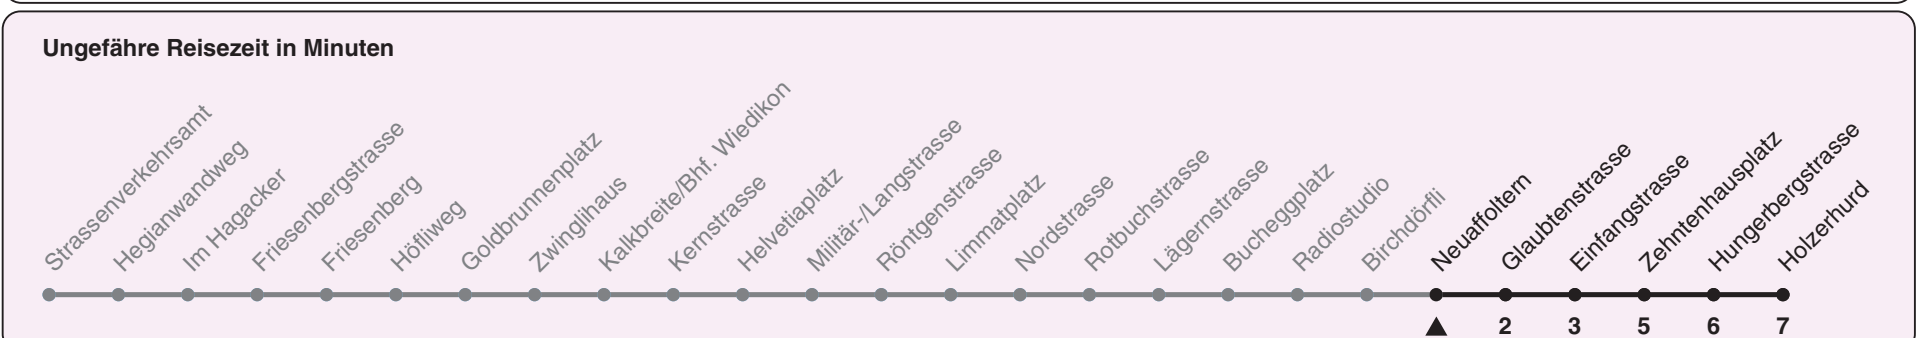 Ungefähre Reisezeit in Minuten
Strassenverkehrsamt
Hegianwandweg
Im Hagacker
Friesenbergstrasse
Friesenberg
Höfliweg
Goldbrunnenplatz
Zwinglihaus
Kalkbreite/Bhf. Wiedikon
Kernstrasse
Helvetiaplatz
Militär-/Langstrasse
Röntgenstrasse
Limmatplatz
Nordstrasse
Rotbuchstrasse
Lägernstrasse
Bucheggplatz
Radiostudio
Birchdörfli
Neuaffoltern
Glaubtenstrasse
Einfangstrasse
Zehntenhausplatz
Hungerbergstrasse
Holzerhurd
2 3 5 6 7